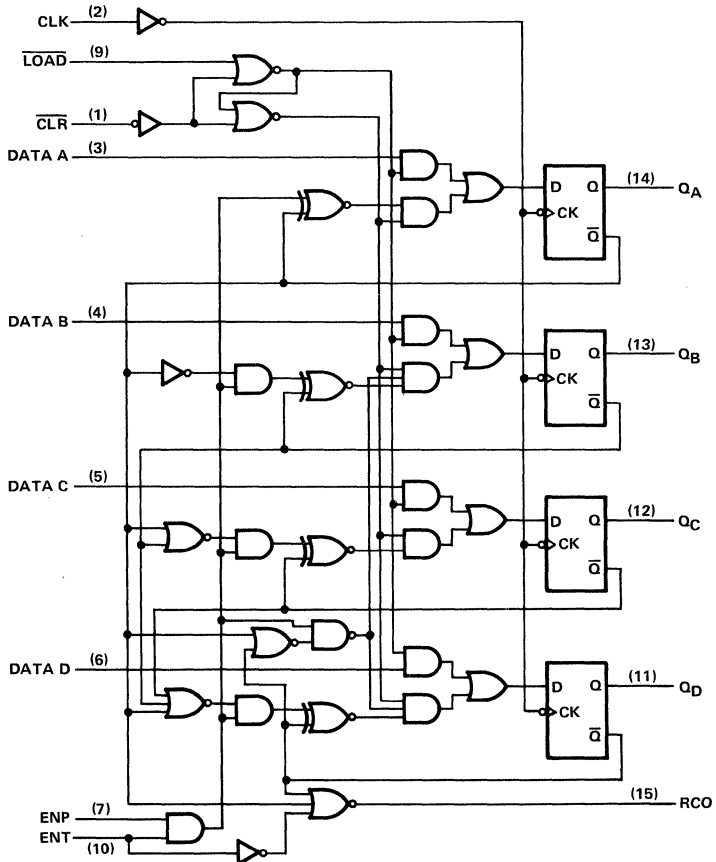 CLK (2)
LOAD (9)
CLR (1)
DATA A (3)
D Q (14) QA
CK
Q
DATA B (4)
D Q (13) QB
CK
Q
DATA C (5)
D Q (12) QC
CK
Q
DATA D (6)
D Q (11) QD
CK
Q
(15) RCO
ENP (7)
ENT (10)